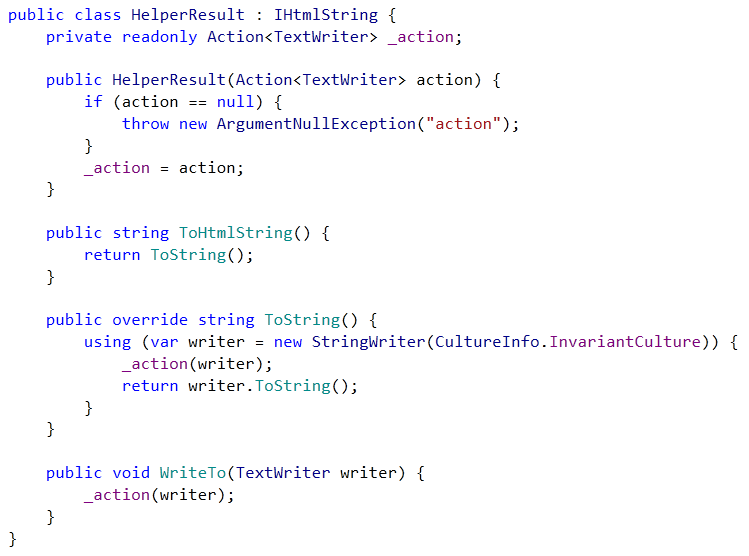 public class HelperResult : IHtmlString {
    private readonly Action<TextWriter> _action;

    public HelperResult(Action<TextWriter> action) {
        if (action == null) {
            throw new ArgumentNullException("action");
        }
        _action = action;
    }

    public string ToHtmlString() {
        return ToString();
    }

    public override string ToString() {
        using (var writer = new StringWriter(CultureInfo.InvariantCulture)) {
            _action(writer);
            return writer.ToString();
        }
    }

    public void WriteTo(TextWriter writer) {
        _action(writer);
    }
}